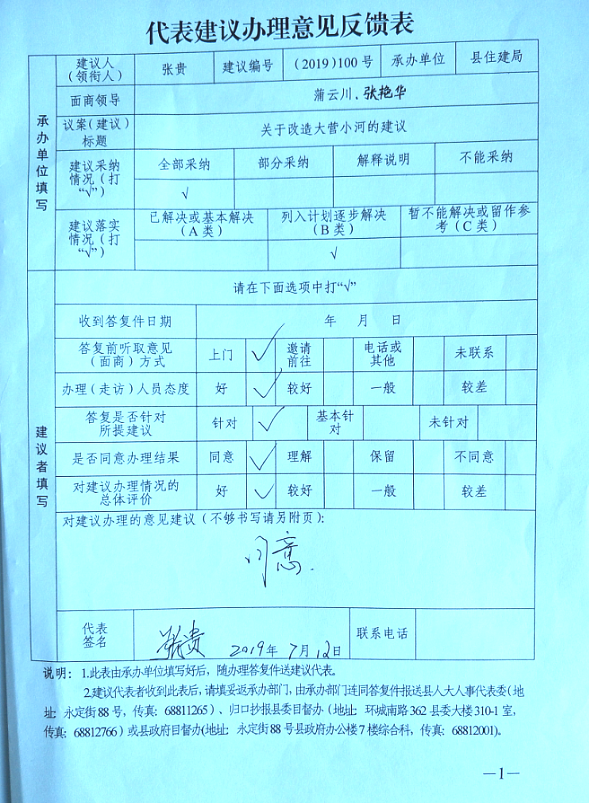 代表建议办理意见反馈表
建议人 张贵 建议编号 (2019)100号 承办单位 县住建局
(领衔人)
面商领导 蒲云川、张艳华
承办单位填写
议案(建议) 关于改造大营小河的建议
标题
建议采纳 全部采纳 部分采纳 解释说明 不能采纳
情况(打 √
“√”)
建议落实 已解决或基本解决 列入计划逐步解决 暂不能解决或留作参
情况(打 (A类) (B类) 考(C类)
“√”) √
请在下面选项中打“√”
建议者填写
收到答复件日期 年 月 日
答复前听取意见 上门 √ 邀请 电话或 未联系
(面商)方式 前往 其他
办理(走访)人员态度 好 √ 较好 一般 较差
答复是否针对 针对 √ 基本针 未针对
所提建议 对
是否同意办理结果 同意 √ 理解 保留 不同意
对建议办理情况的 好 √ 较好 一般 较差
总体评价
对建议办理的意见建议(不够书写请另附页):
同意.
代表 张贵 2019年 7月12日 联系电话
签名
说明: 1.此表由承办单位填写好后,随办理答复件送建议代表。
2.建议代表者收到此表后,请填妥返承办部门,由承办部门连同答复件报送县人大人事代表委(地
址:永定街88号,传真:68811265)、归口抄报县委目督办(地址:环城南路362县委大楼310-1室,
传真:68812766)或县政府目督办(地址:永定街88号县政府办公楼7楼综合科,传真:68812001)。
—1—